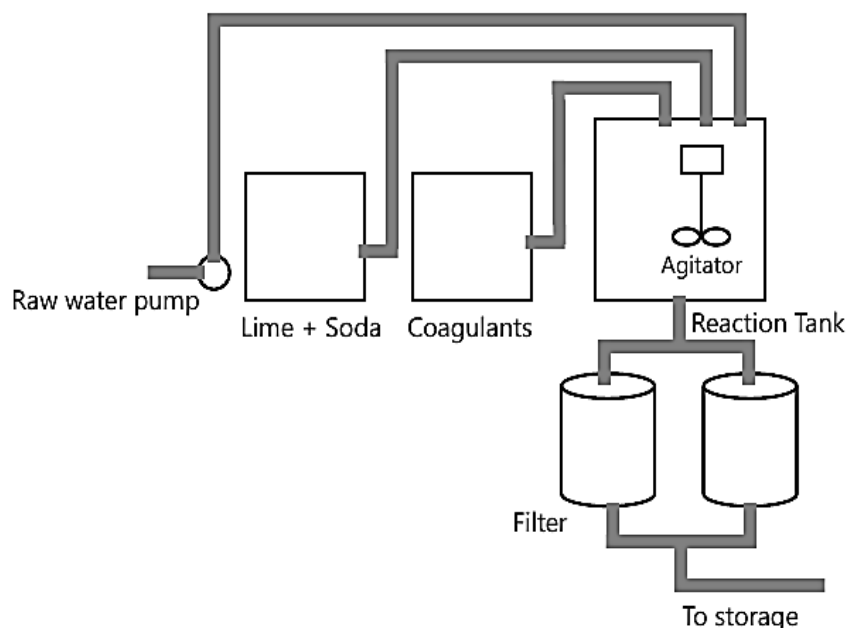 Agitator
Raw water pump
Lime + Soda
Coagulants
Reaction Tank
Filter
To storage